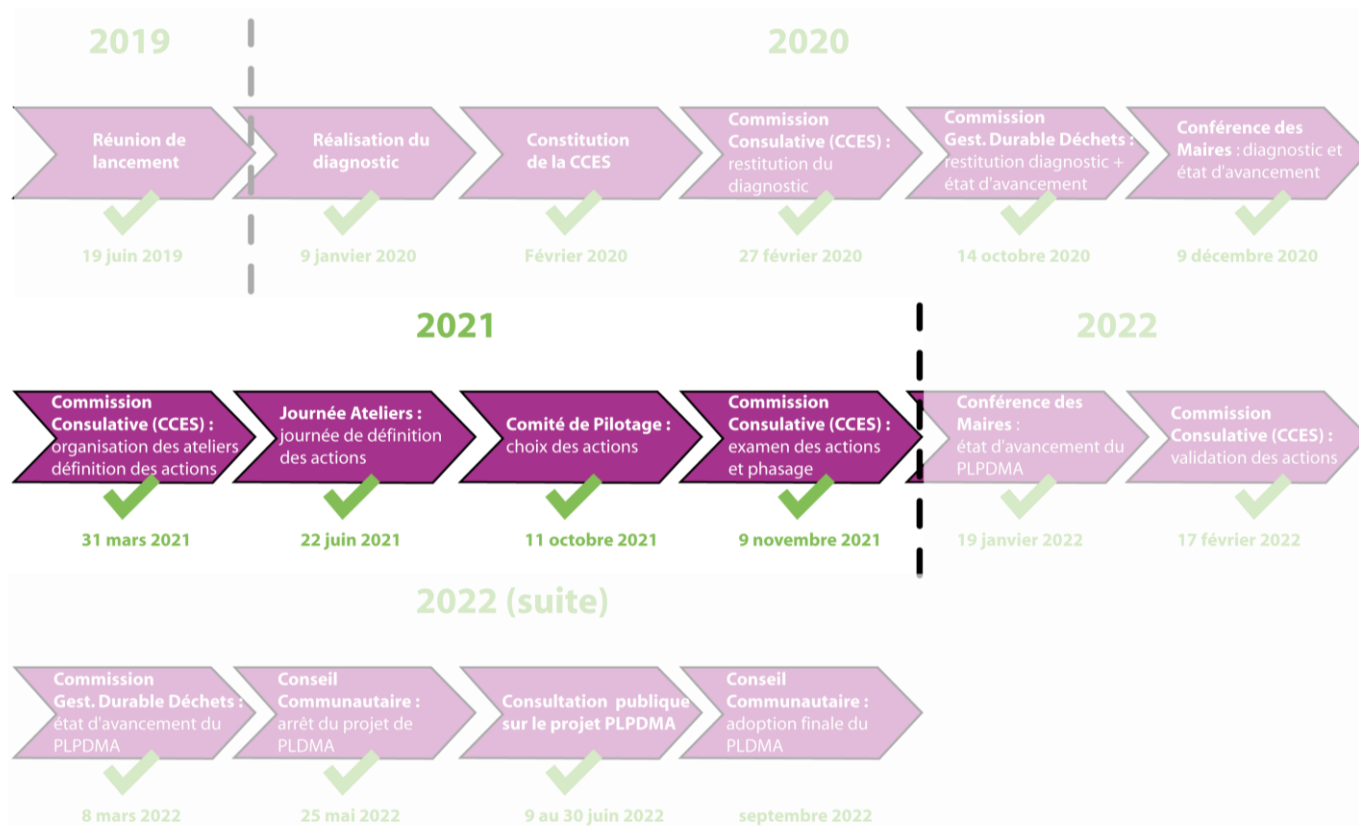 2019
2020
Réunion de
lancement
19 juin 2019
Réalisation du
diagnostic
9 janvier 2020
Constitution
de la CCES
Février 2020
Commission
Consulative (CCES) :
restitution du
diagnostic
27 février 2020
Commission
Gest. Durable Déchets :
restitution diagnostic +
état d'avancement
14 octobre 2020
Conférence des
Maires : diagnostic et
état d'avancement
9 décembre 2020
2021
2022
Commission
Consulative (CCES) :
organisation des ateliers
définition des actions
31 mars 2021
Journée Ateliers :
journée de définition
des actions
22 juin 2021
Comité de Pilotage :
choix des actions
11 octobre 2021
Commission
Consulative (CCES) :
examen des actions
et phasage
9 novembre 2021
Conférence des
Maires :
état d'avancement du
PLPDMA
19 janvier 2022
Commission
Consulative (CCES) :
validation des actions
17 février 2022
2022 (suite)
Commission
Gest. Durable Déchets :
état d'avancement du
PLPDMA
8 mars 2022
Conseil
Communautaire :
arrêt du projet de
PLDMA
25 mai 2022
Consultation publique
sur le projet PLPDMA
9 au 30 juin 2022
Conseil
Communautaire :
adoption finale du
PLDMA
septembre 2022